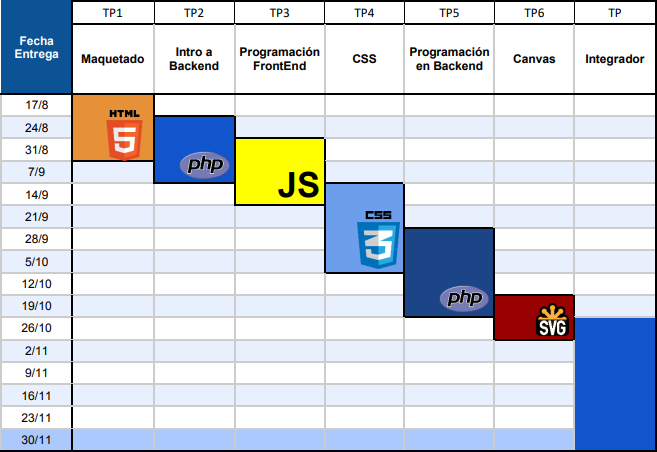 TP1 TP2 TP3 TP4 TP5 TP6 TP
Fecha Entrega
Maquetado
Intro a Backend
Programación FrontEnd
CSS
Programación en Backend
Canvas
Integrador
17/8
HTML
5
24/8
31/8
php
7/9
JS
14/9
21/9
CSS
3
28/9
5/10
12/10
php
19/10
SVG
26/10
2/11
9/11
16/11
23/11
30/11